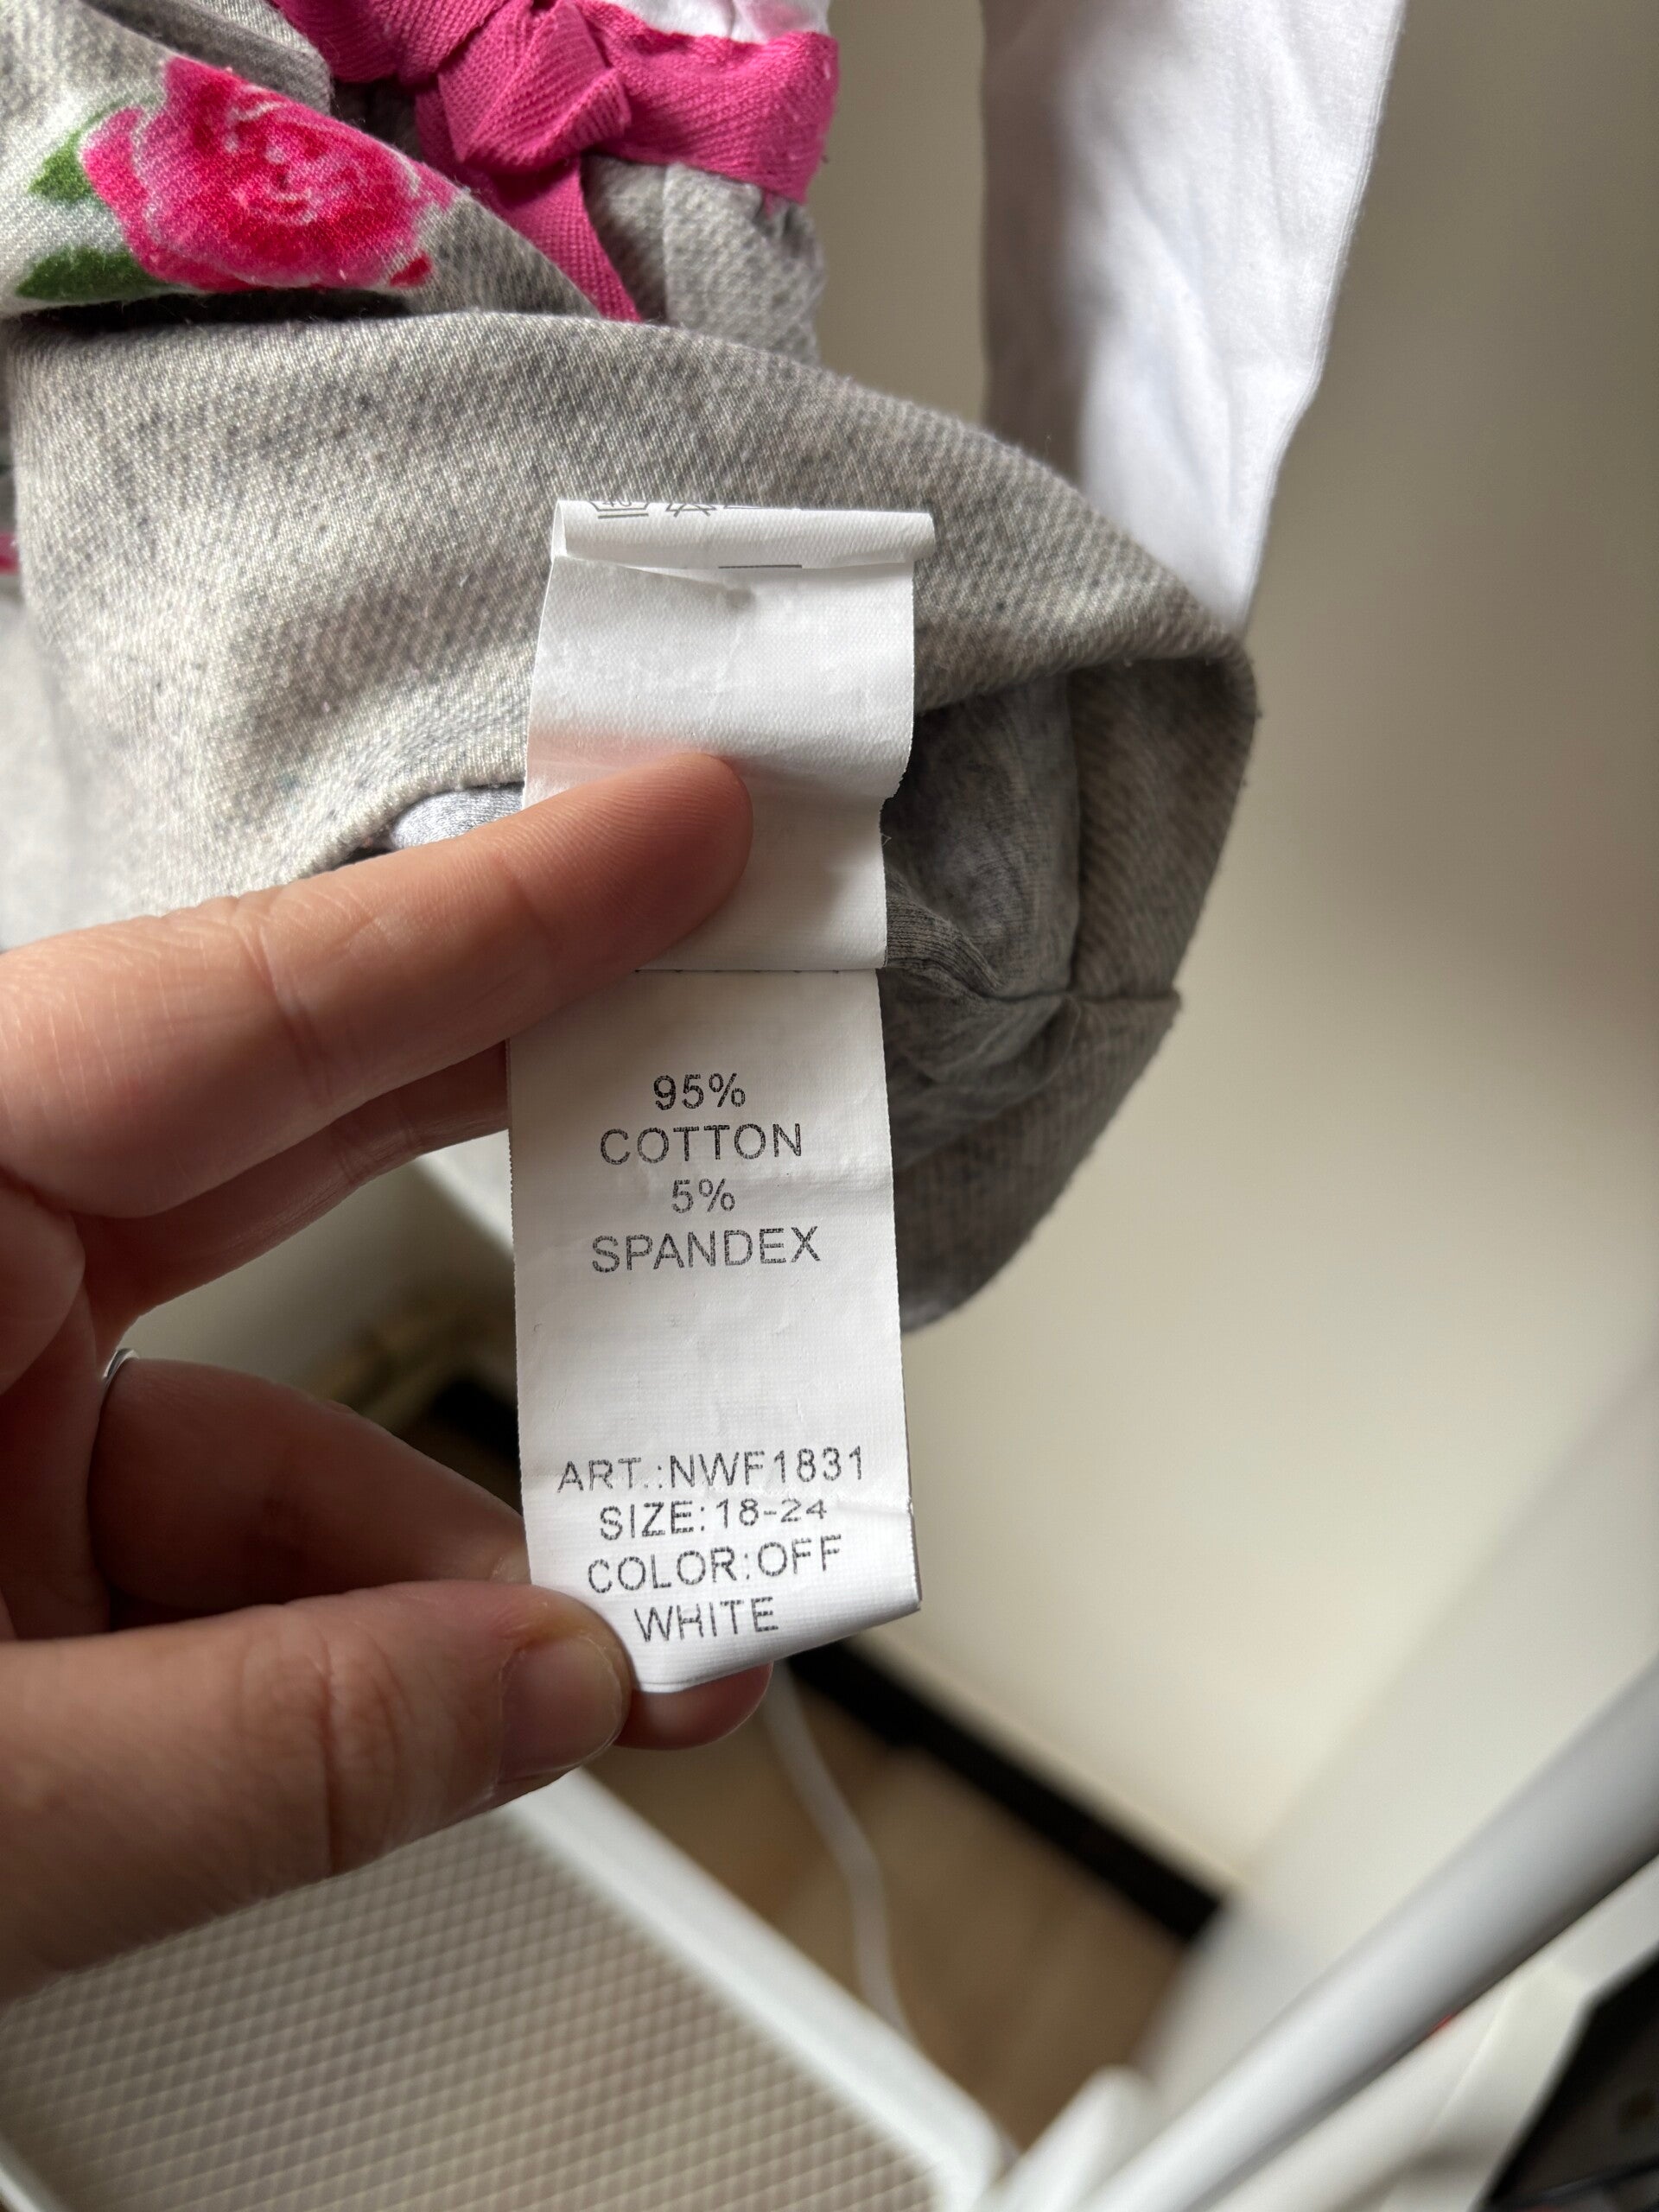 95%
COTTON
5%
SPANDEX
ART.:NWF1831
SIZE:18-24
COLOR:OFF
WHITE